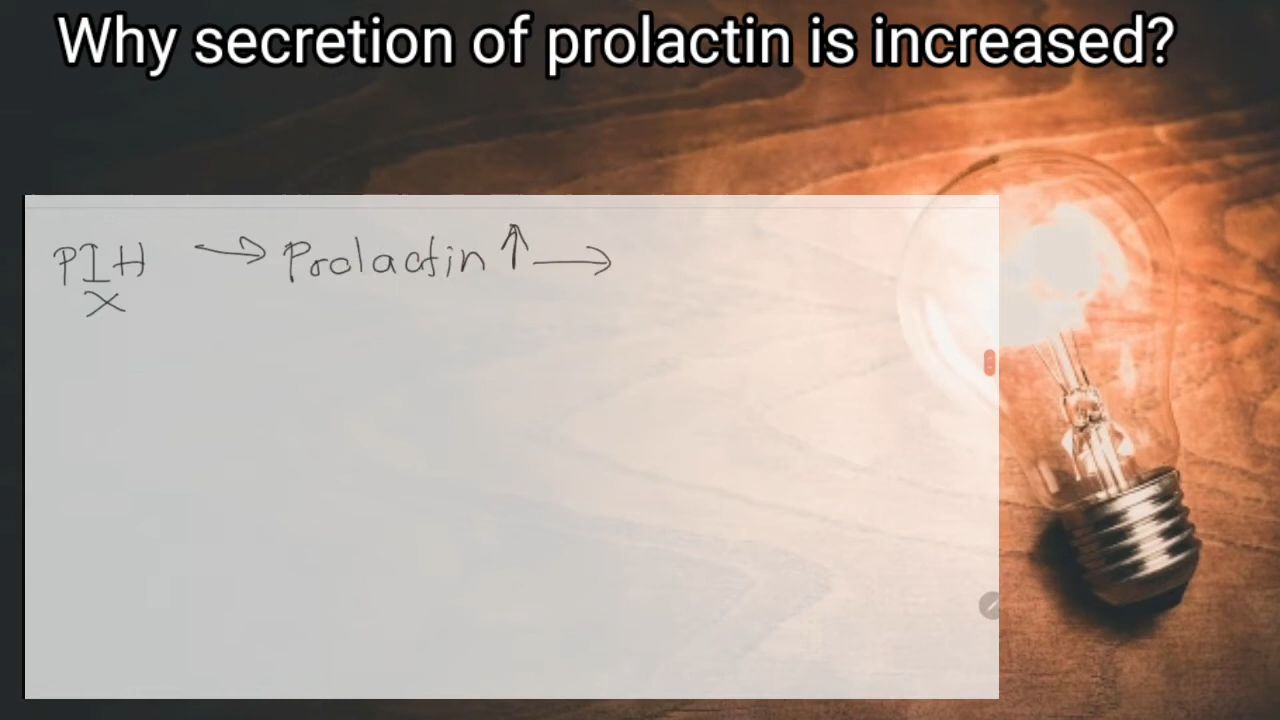 Why secretion of prolactin is increased?
PIH → Prolactin ↑ →
X